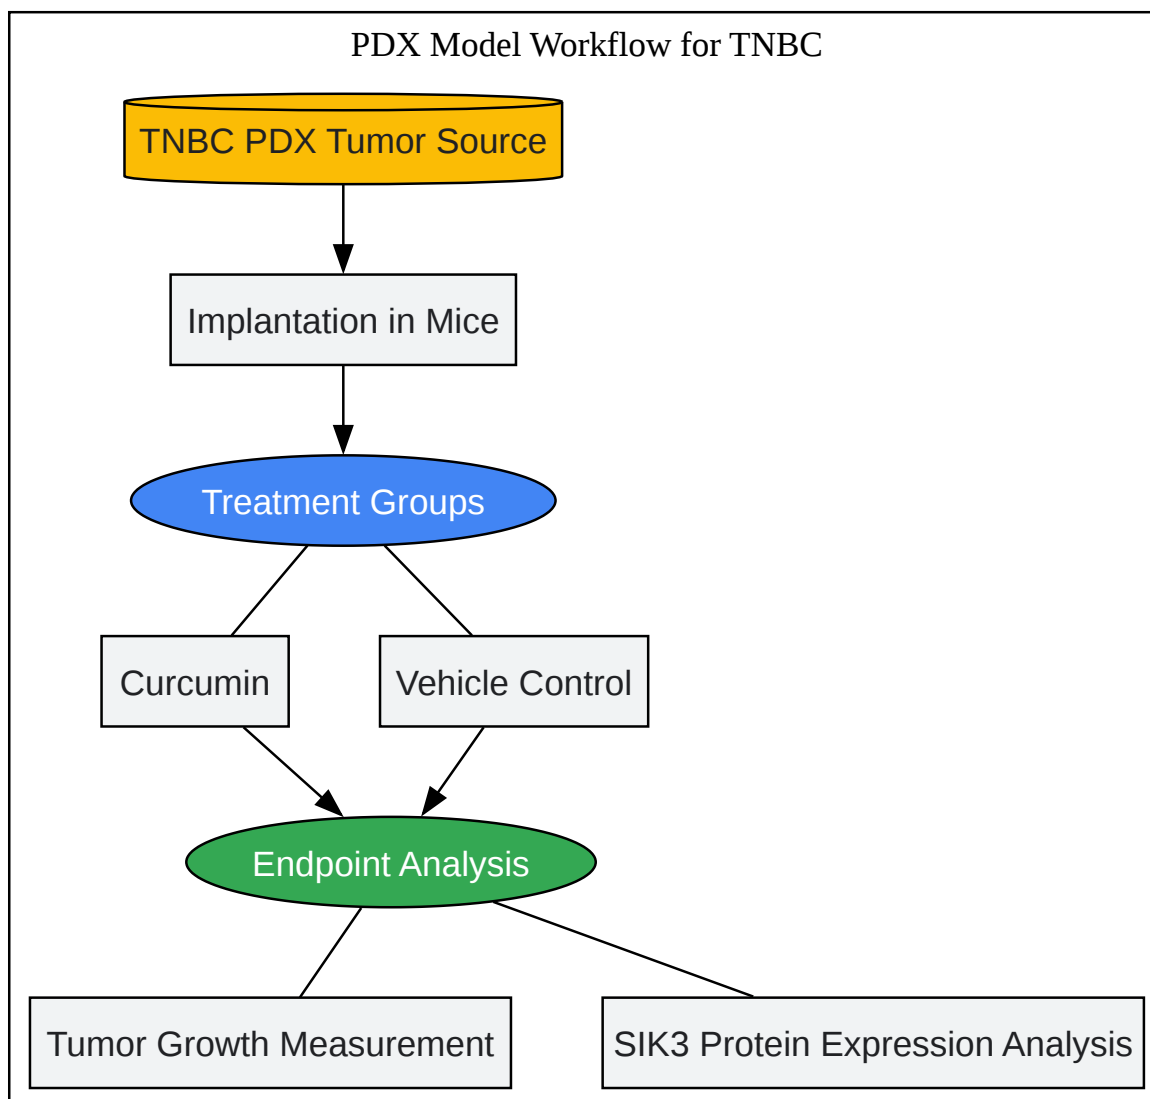 PDX Model Workflow for TNBC
TNBC PDX Tumor Source
Implantation in Mice
Treatment Groups
Curcumin
Vehicle Control
Endpoint Analysis
Tumor Growth Measurement
SIK3 Protein Expression Analysis